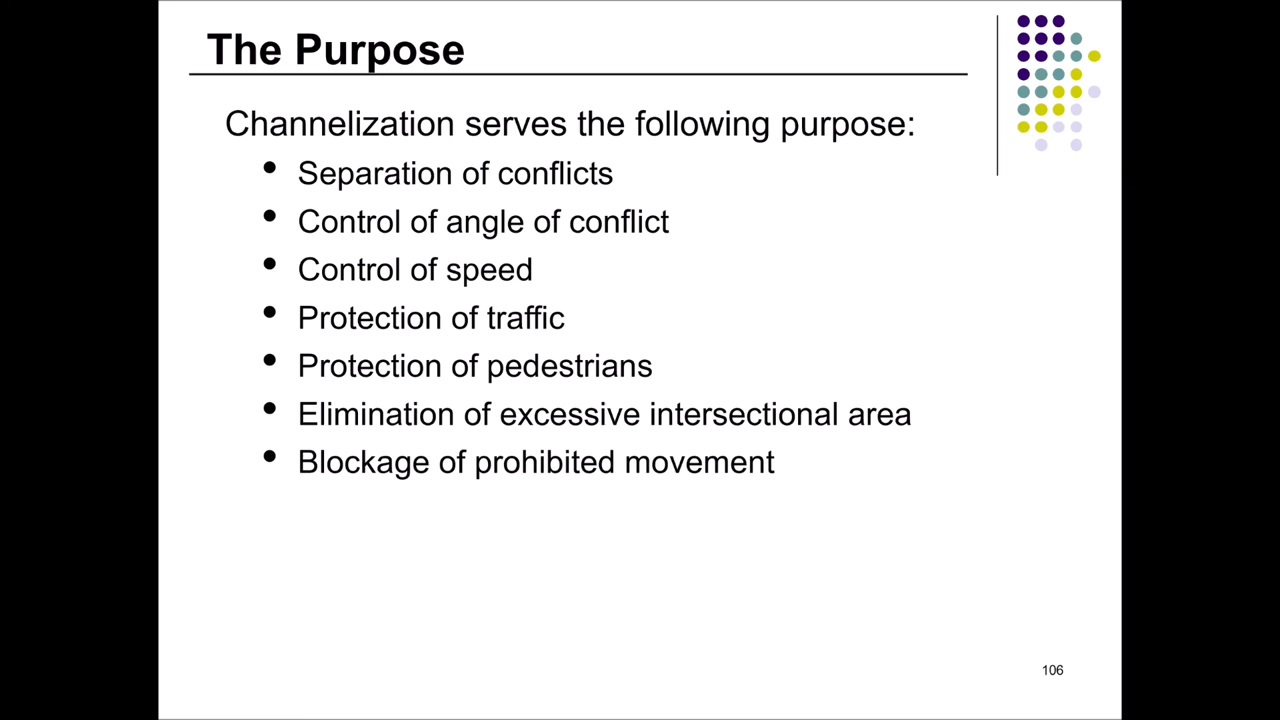 The Purpose
Channelization serves the following purpose:
• Separation of conflicts
• Control of angle of conflict
• Control of speed
• Protection of traffic
• Protection of pedestrians
• Elimination of excessive intersectional area
• Blockage of prohibited movement
106